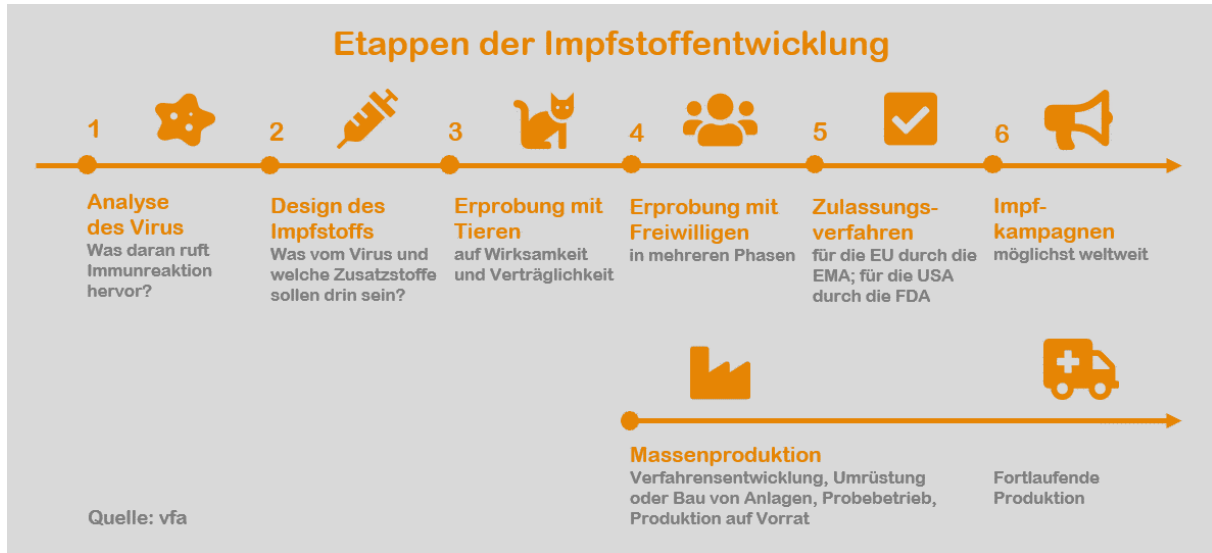 Etappen der Impfstoffentwicklung
1
Analyse
des Virus
Was daran ruft
Immunreaktion
hervor?
2
Design des
Impfstoffs
Was vom Virus und
welche Zusatzstoffe
sollen drin sein?
3
Erprobung mit
Tieren
auf Wirksamkeit
und Verträglichkeit
4
Erprobung mit
Freiwilligen
in mehreren Phasen
5
Zulassungs-
verfahren
für die EU durch die
EMA; für die USA
durch die FDA
6
Impf-
kampagnen
möglichst weltweit
Massenproduktion
Verfahrensentwicklung, Umrüstung
oder Bau von Anlagen, Probebetrieb,
Produktion auf Vorrat
Fortlaufende
Produktion
Quelle: vfa